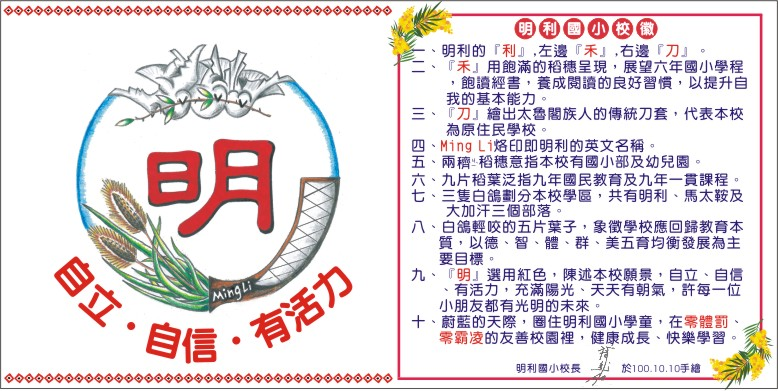 明
MingLi
自立·自信·有活力
明利國小校徽
一、明利的『利』,左邊『禾』,右邊『刀』。
二、『禾』用飽滿的稻穗呈現，展望六年國小學程
，飽讀經書，養成閱讀的良好習慣，以提升自
我的基本能力。
三、『刀』繪出太魯閣族人的傳統刀套，代表本校
為原住民學校。
四、Ming Li烙印即明利的英文名稱。
五、兩稻穗意指本校有國小部及幼兒園。
六、九片稻葉泛指九年國民教育及九年一貫課程。
七、三隻白鴿劃分本校學區，共有明利、馬太鞍及
大加汗三個部落。
八、白鴿輕咬的五片葉子，象徵學校應回歸教育本
質，以德、智、體、群、美五育均衡發展為主
要目標。
九、『明』選用紅色，陳述本校願景，自立、自信
、有活力，充滿陽光、天天有朝氣，許每一位
小朋友都有光明的未來。
十、蔚藍的天際，圈住明利國小學童，在零體罰、
零霸凌的友善校園裡，健康成長、快樂學習。
明利國小校長 於100.10.10手繪